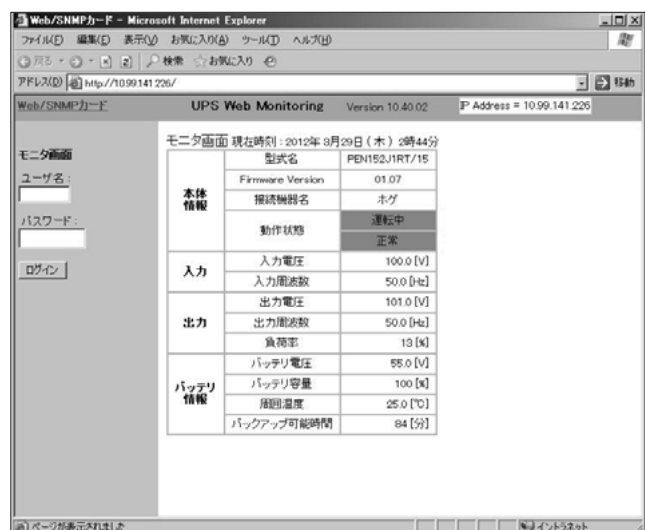 Web/SNMPカード - Microsoft Internet Explorer
ファイル(F) 編集(E) 表示(V) お気に入り(A) ツール(T) ヘルプ(H)
戻る 検索 お気に入り
アドレス(D) http://10.99.141.226/ 移動
Web/SNMPカード UPS Web Monitoring Version 10.40.02 IP Address = 10.99.141.226
モニタ画面
ユーザ名:
パスワード:
ログイン
モニタ画面 現在時刻:2012年 3月29日(木) 2時44分
本体情報
型式名 PEN152J1RT/15
Firmware Version 01.07
接続機器名 ホゲ
動作状態 運転中
正常
入力
入力電圧 100.0 [V]
入力周波数 50.0 [Hz]
出力
出力電圧 101.0 [V]
出力周波数 50.0 [Hz]
負荷率 13 [%]
バッテリ情報
バッテリ電圧 55.0 [V]
バッテリ容量 100 [%]
周囲温度 25.0 [℃]
バックアップ可能時間 84 [分]
ページが表示されました イントラネット